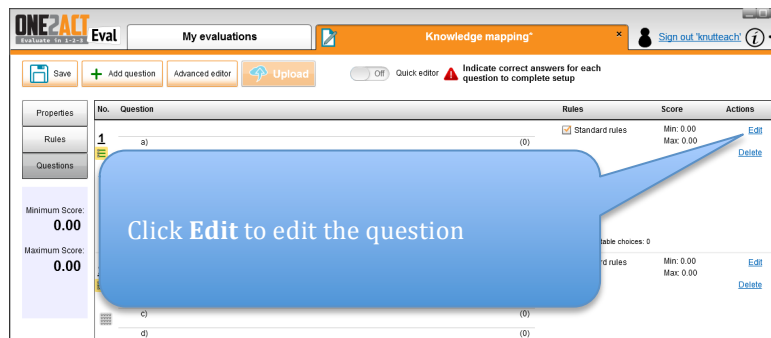 ONE2ACT Eval
Evaluate in 1-2-3
My evaluations
Knowledge mapping*
×
Sign out 'knutteach'
i
Save
Add question
Advanced editor
Upload
Off
Quick editor
Indicate correct answers for each
question to complete setup
Properties
Rules
Questions
Minimum Score:
0.00
Maximum Score:
0.00
No. Question Rules Score Actions
1
a) (0)
Standard rules
Min: 0.00
Max: 0.00
Edit
Delete
Click Edit to edit the question
table choices: 0
rd rules
Min: 0.00
Max: 0.00
Edit
Delete
c) (0)
d) (0)